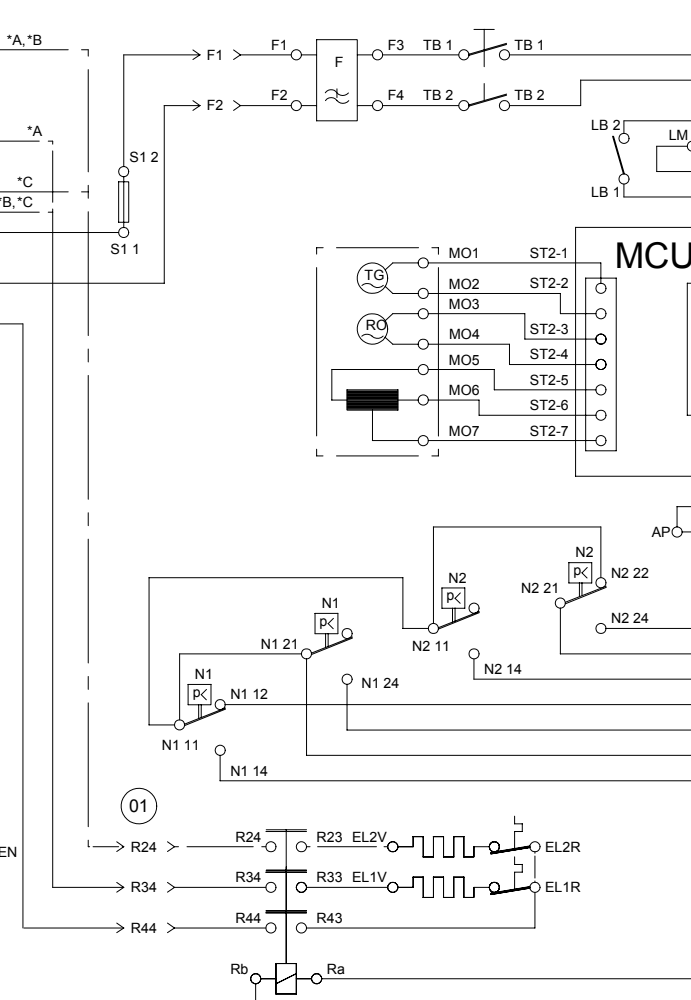 *A,*B
F1
F1
F
F3
TB 1
TB 1
F2
F2
F4
TB 2
TB 2
*A
LB 2
LM
S1 2
*C
*B,*C
LB 1
S1 1
MO1
ST2-1
MCU
TG
MO2
ST2-2
MO3
RO
MO4
ST2-3
ST2-4
MO5
ST2-5
MO6
ST2-6
MO7
ST2-7
AP
N2
p<
N2 22
N2
p<
N2 21
N1
p<
N2 24
N1 21
N2 11
N2 14
N1
p<
N1 24
N1 12
N1 11
N1 14
01
EN
R24
R24
R23
EL2V
EL2R
R34
R34
R33
EL1V
EL1R
R44
R44
R43
Rb
Ra